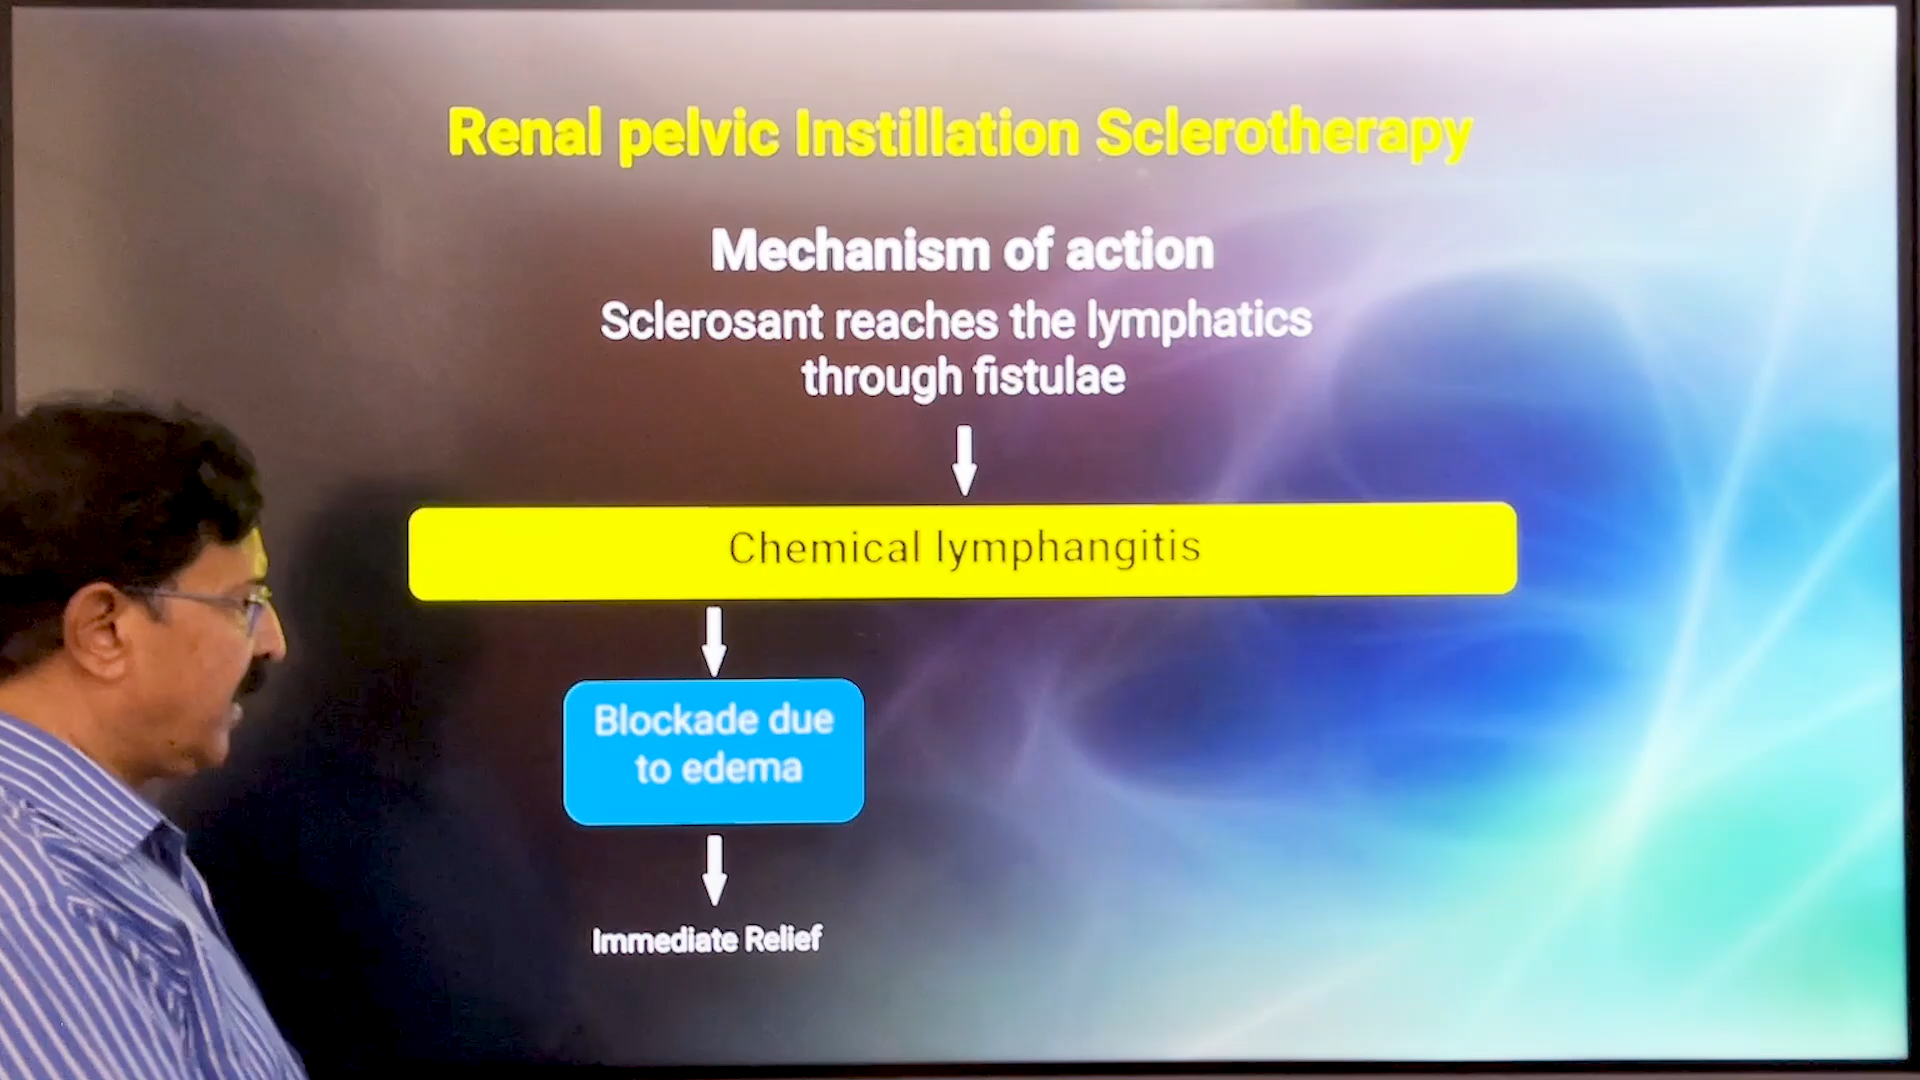 Renal pelvic Instillation Sclerotherapy
Mechanism of action
Sclerosant reaches the lymphatics
through fistulae
Chemical lymphangitis
Blockade due
to edema
Immediate Relief